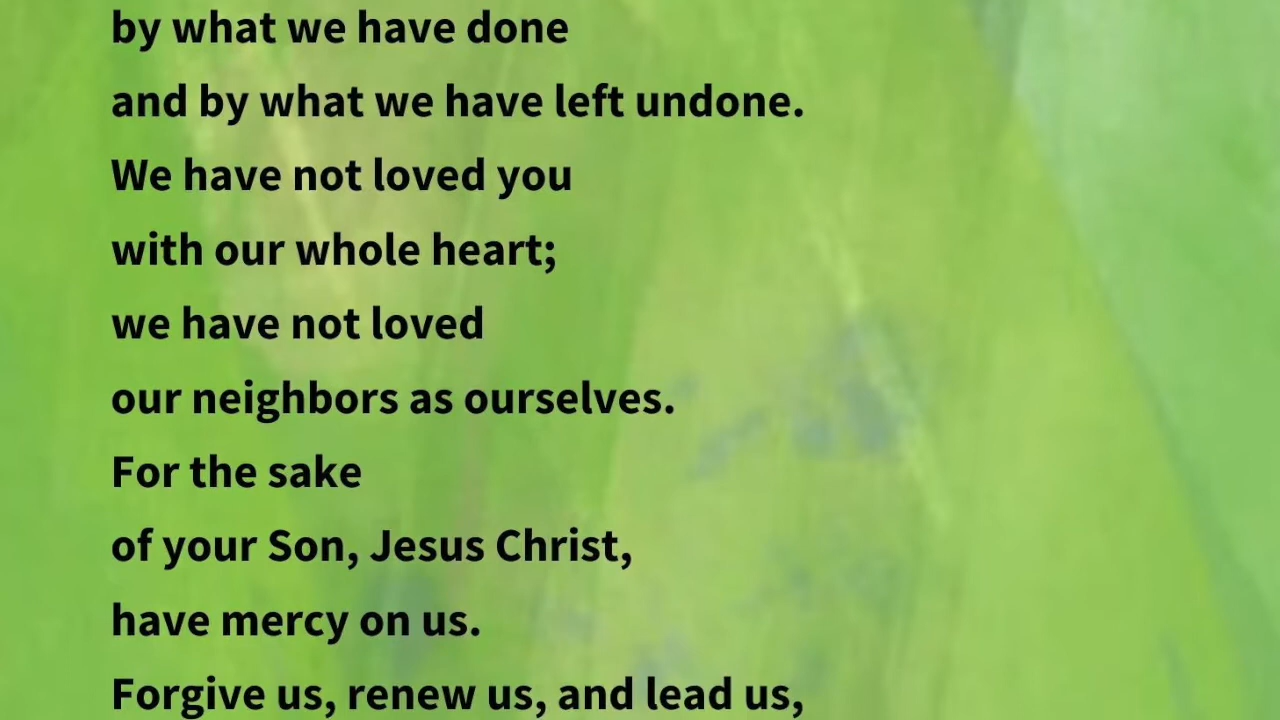 by what we have done
and by what we have left undone.
We have not loved you
with our whole heart;
we have not loved
our neighbors as ourselves.
For the sake
of your Son, Jesus Christ,
have mercy on us.
Forgive us, renew us, and lead us,